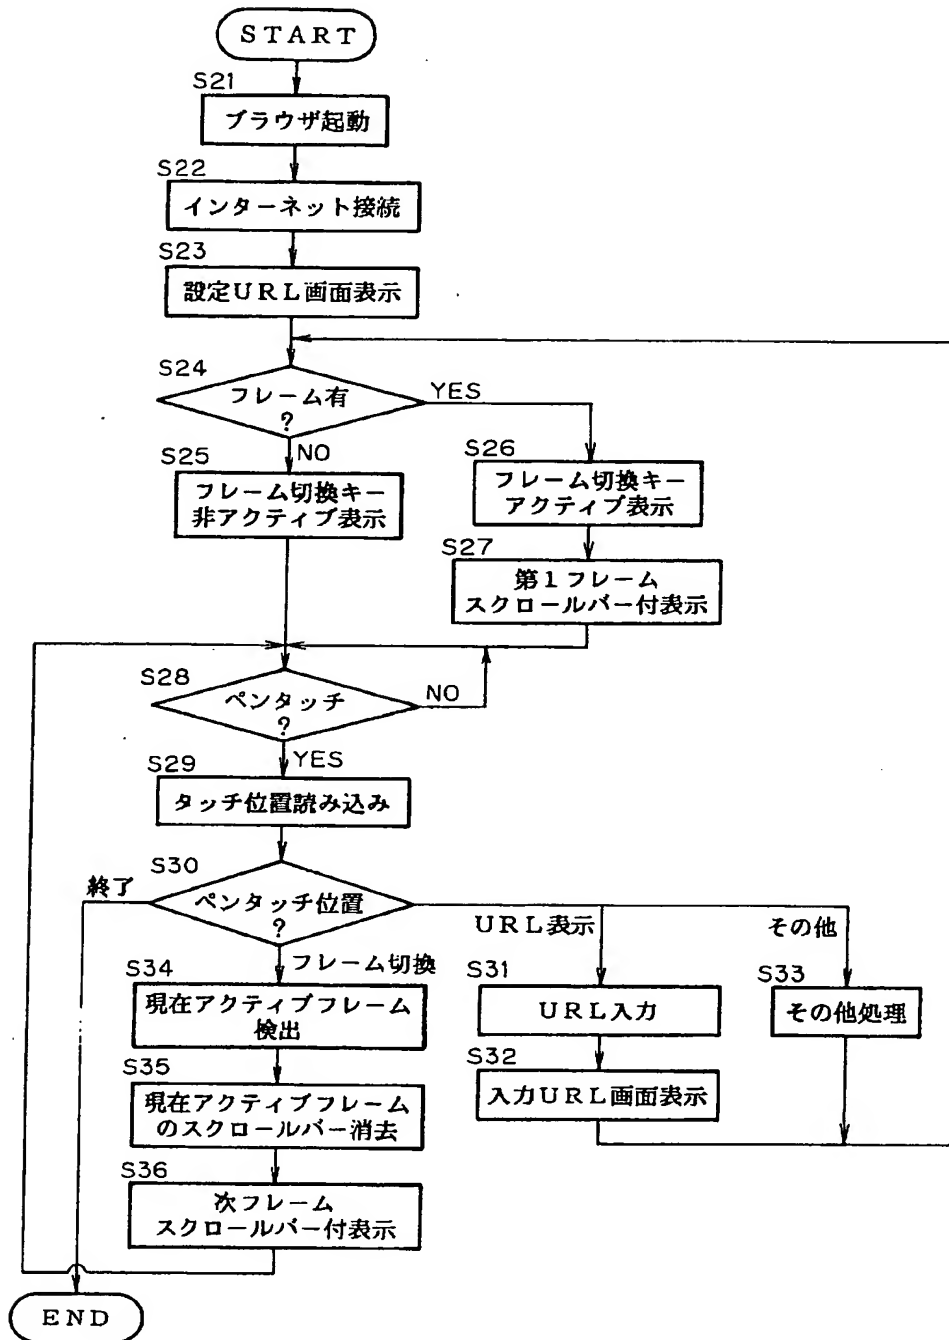 START
S21
ブラウザ起動
S22
インターネット接続
S23
設定URL画面表示
S24
フレーム有
?
YES
NO
S25
フレーム切換キー
非アクティブ表示
S26
フレーム切換キー
アクティブ表示
S27
第1フレーム
スクロールバー付表示
S28
ペンタッチ
?
NO
YES
S29
タッチ位置読み込み
S30
ペンタッチ位置
?
終了
URL表示
その他
フレーム切換
S31
URL入力
S32
入力URL画面表示
S33
その他処理
S34
現在アクティブフレーム
検出
S35
現在アクティブフレーム
のスクロールバー消去
S36
次フレーム
スクロールバー付表示
END